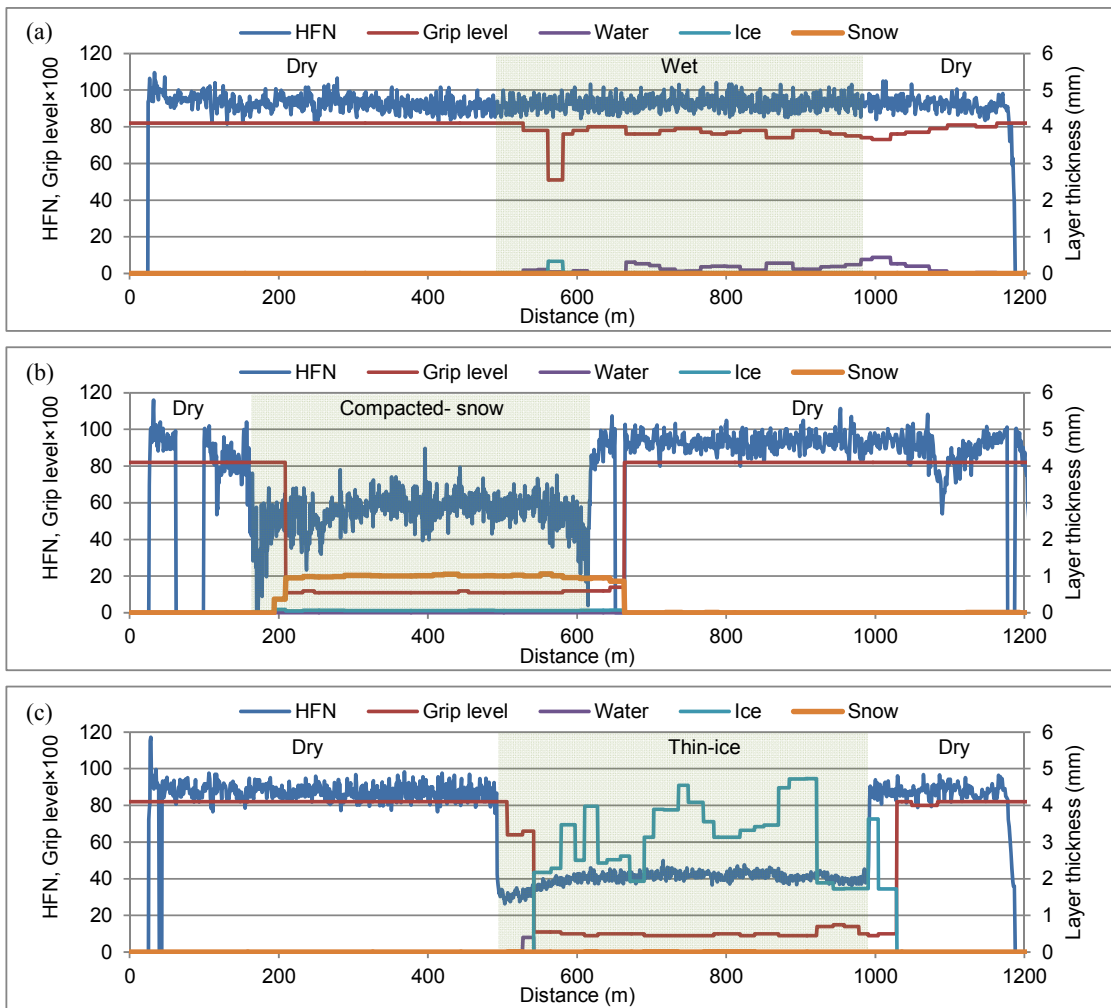 (a)
HFN Grip level Water Ice Snow
120 6
Dry Wet Dry
100 5
80 4
60 3
40 2
20 1
0 0
0 200 400 600 800 1000 1200
Distance (m)
HFN, Grip level×100
Layer thickness (mm)
(b)
HFN Grip level Water Ice Snow
120 6
Dry Compacted- snow Dry
100 5
80 4
60 3
40 2
20 1
0 0
0 200 400 600 800 1000 1200
Distance (m)
HFN, Grip level×100
Layer thickness (mm)
(c)
HFN Grip level Water Ice Snow
120 6
Dry Thin-ice Dry
100 5
80 4
60 3
40 2
20 1
0 0
0 200 400 600 800 1000 1200
Distance (m)
HFN, Grip level×100
Layer thickness (mm)